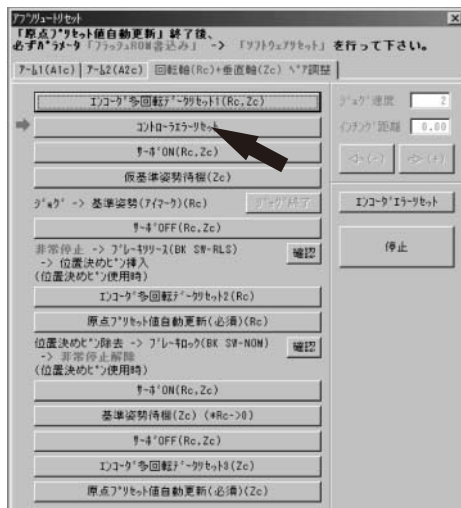 アブソリュートリセット
「原点プリセット値自動更新」終了後、
必ずパラメータ「フラッシュROM書込み」 -> 「ソフトウェアリセット」 を行って下さい。
アーム1(A1c)
アーム2(A2c)
回転軸(Rc)+垂直軸(Zc) ペア調整
エンコーダ多回転データリセット1(Rc,Zc)
コントローラエラーリセット
サーボON(Rc,Zc)
仮基準姿勢待機(Zc)
ジョグ -> 基準姿勢(アイマーク)(Rc)
ジョグ終了
サーボOFF(Rc,Zc)
非常停止 -> ブレーキリリース(BK SW-RLS)
-> 位置決めピン挿入
(位置決めピン使用時)
確認
エンコーダ多回転データリセット2(Rc)
原点プリセット値自動更新(必須)(Rc)
位置決めピン除去 -> ブレーキロック(BK SW-NOM)
-> 非常停止解除
(位置決めピン使用時)
確認
サーボON(Rc,Zc)
基準姿勢待機(Zc) (*Rc->0)
サーボOFF(Rc,Zc)
エンコーダ多回転データリセット3(Zc)
原点プリセット値自動更新(必須)(Zc)
ジョグ速度 2
インチング距離 0.00
<-(-)
->(+)
エンコーダエラーリセット
停止